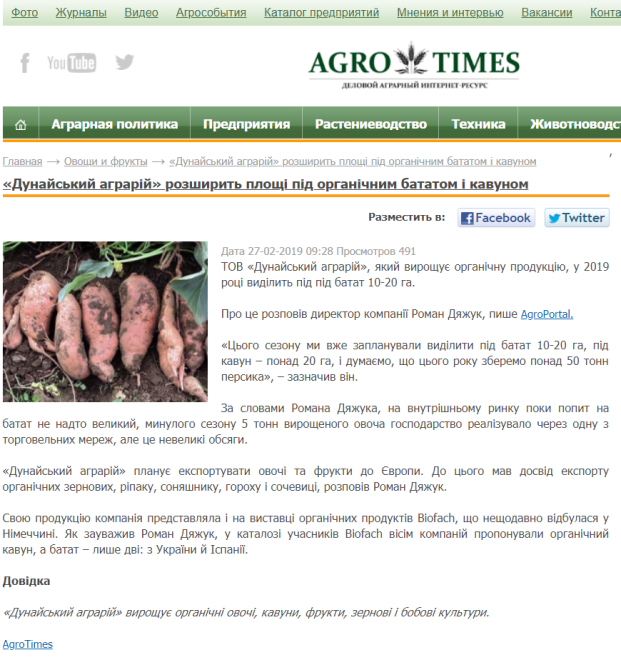 Фото Журналы Видео Агрособытия Каталог предприятий Мнения и интервью Вакансии Конта
f YouTube
AGRO TIMES
ДЕЛОВОЙ АГРАРНЫЙ ИНТЕРНЕТ-РЕСУРС
Аграрная политика Предприятия Растениеводство Техника Животноводс
Главная → Овощи и фрукты → «Дунайський аграрій» розширить площі під органічним бататом і кавуном
«Дунайський аграрій» розширить площі під органічним бататом і кавуном
Разместить в: Facebook Twitter
Дата 27-02-2019 09:28 Просмотров 491
ТОВ «Дунайський аграрій», який вирощує органічну продукцію, у 2019
році виділить під під батат 10-20 га.
Про це розповів директор компанії Роман Дяжук, пише AgroPortal.
«Цього сезону ми вже запланували виділити під батат 10-20 га, під
кавун – понад 20 га, і думаємо, що цього року зберемо понад 50 тонн
персика», – зазначив він.
За словами Романа Дяжука, на внутрішньому ринку поки попит на
батат не надто великий, минулого сезону 5 тонн вирощеного овоча господарство реалізувало через одну з
торговельних мереж, але це невеликі обсяги.
«Дунайський аграрій» планує експортувати овочі та фрукти до Європи. До цього мав досвід експорту
органічних зернових, ріпаку, соняшнику, гороху і сочевиці, розповів Роман Дяжук.
Свою продукцію компанія представляла і на виставці органічних продуктів Biofach, що нещодавно відбулася у
Німеччині. Як зауважив Роман Дяжук, у каталозі учасників Biofach вісім компаній пропонували органічний
кавун, а батат – лише дві: з України й Іспанії.
Довідка
«Дунайський аграрій» вирощує органічні овочі, кавуни, фрукти, зернові і бобові культури.
AgroTimes